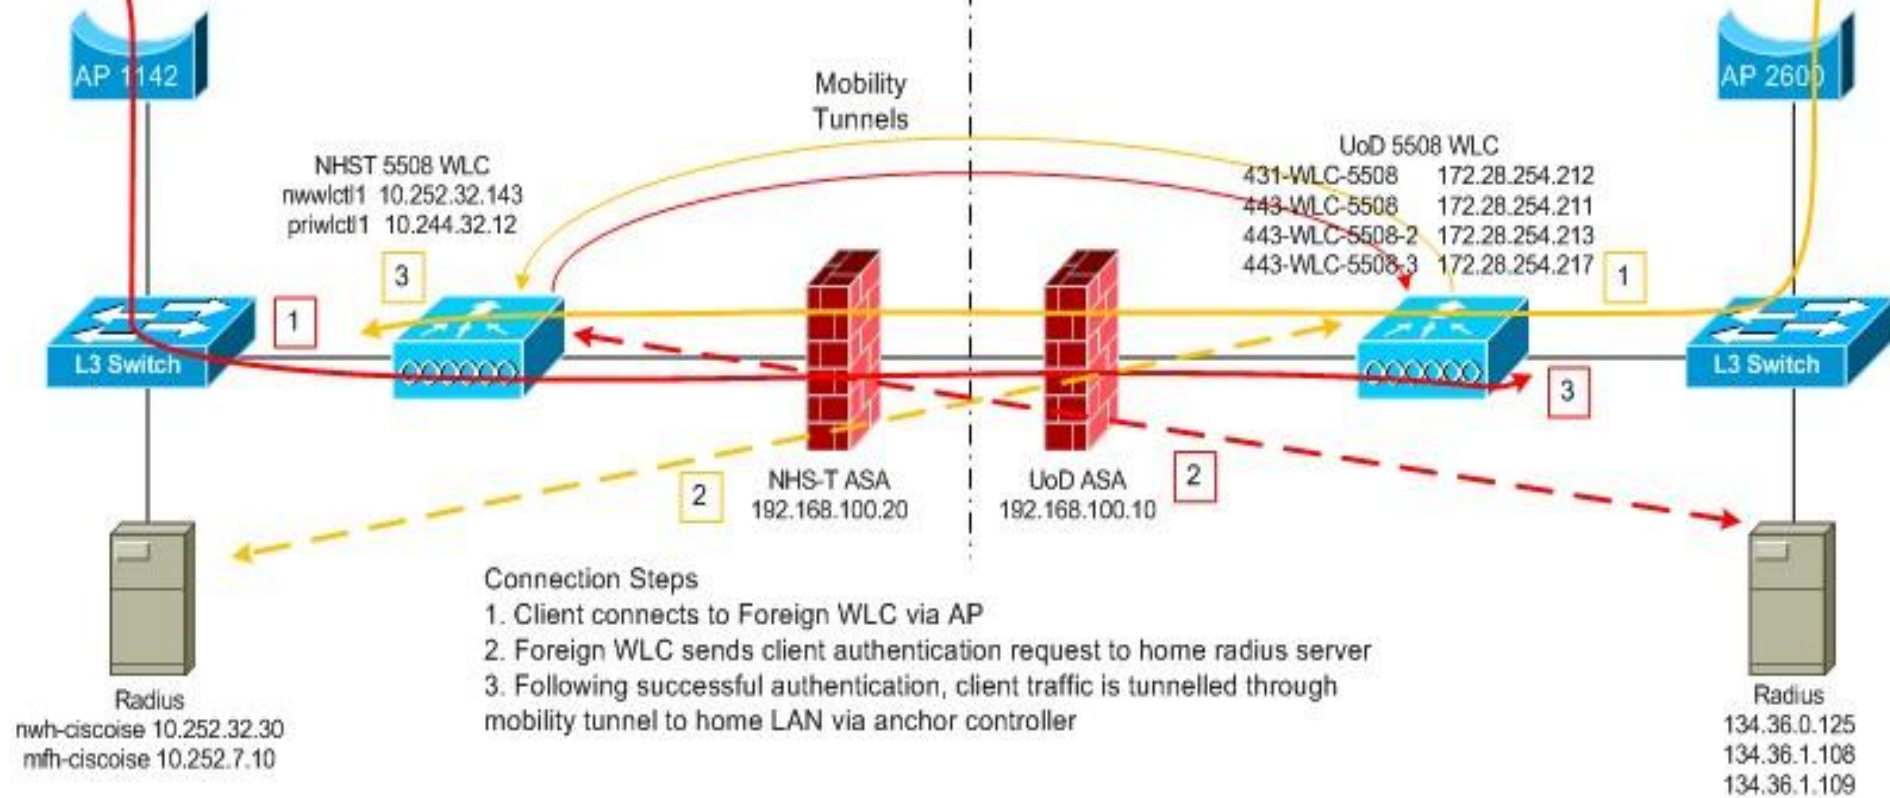 AP 1142
AP 2600
Mobility
Tunnels
NHST 5508 WLC
nwwlctl1 10.252.32.143
priwlctl1 10.244.32.12
UoD 5508 WLC
431-WLC-5508 172.28.254.212
443-WLC-5508 172.28.254.211
443-WLC-5508-2 172.28.254.213
443-WLC-5508-3 172.28.254.217
3
1
1
3
L3 Switch
L3 Switch
2
2
NHS-T ASA
192.168.100.20
UoD ASA
192.168.100.10
Connection Steps
1. Client connects to Foreign WLC via AP
2. Foreign WLC sends client authentication request to home radius server
3. Following successful authentication, client traffic is tunnelled through
mobility tunnel to home LAN via anchor controller
Radius
nwh-ciscoise 10.252.32.30
mfh-ciscoise 10.252.7.10
Radius
134.36.0.125
134.36.1.108
134.36.1.109